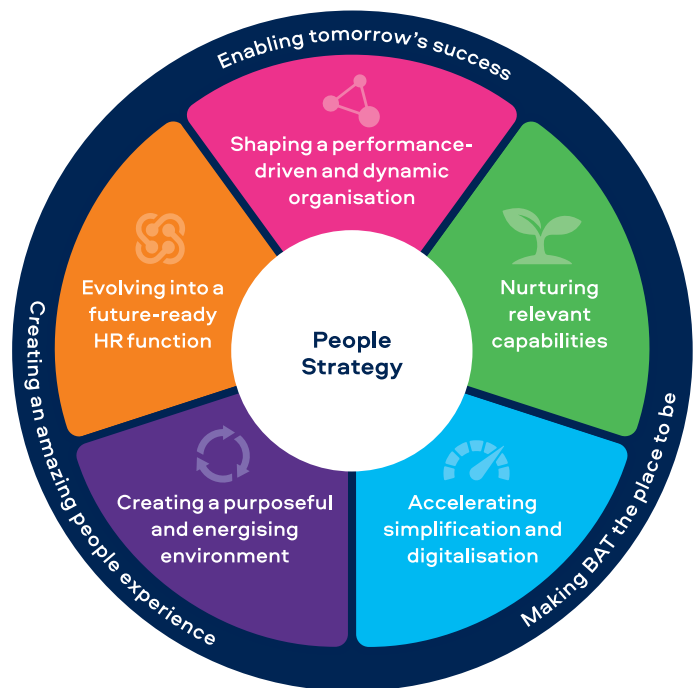 Enabling tomorrow's success
Shaping a performance-
driven and dynamic
organisation
Nurturing
relevant
capabilities
Accelerating
simplification and
digitalisation
Creating a purposeful
and energising
environment
Evolving into a
future-ready
HR function
People
Strategy
Making BAT the place to be
Creating an amazing people experience